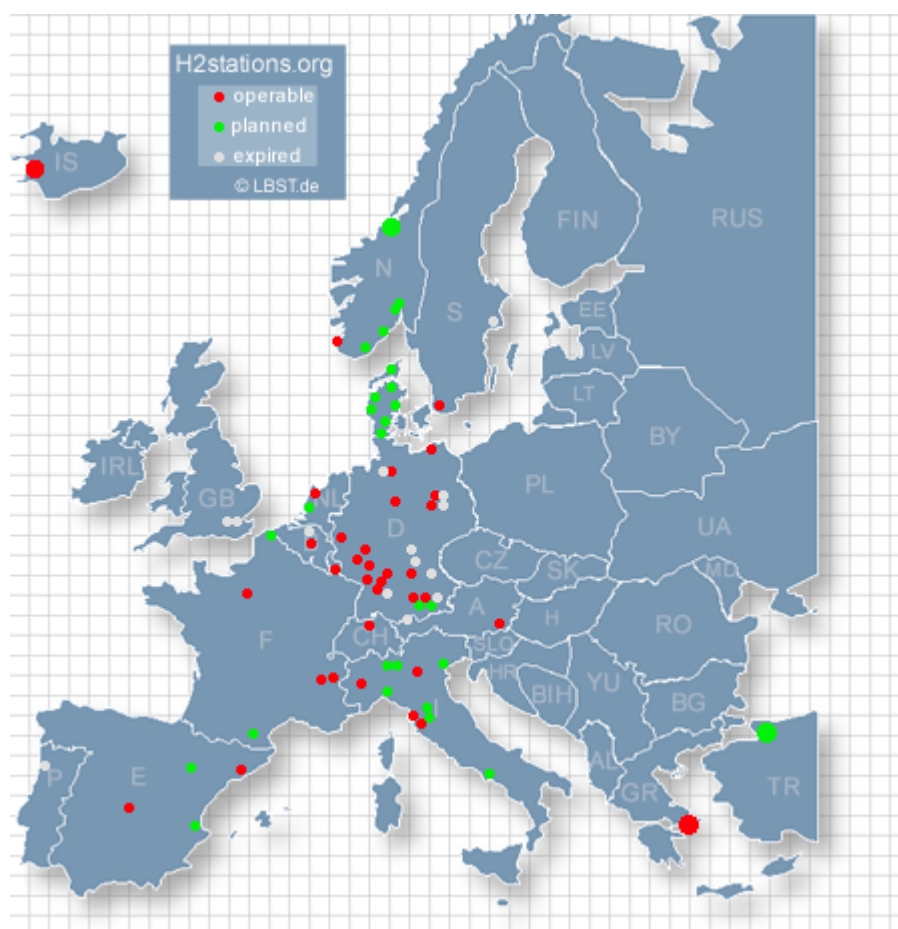 H2stations.org
operable
planned
expired
© LBST.de
IS
FIN
RUS
N
S
EE
LV
LT
BY
IRL
GB
NL
PL
D
UA
CZ
SK
MD
A
H
F
CH
SLO
RO
HR
BIH
YU
I
BG
P
E
AL
GR
TR